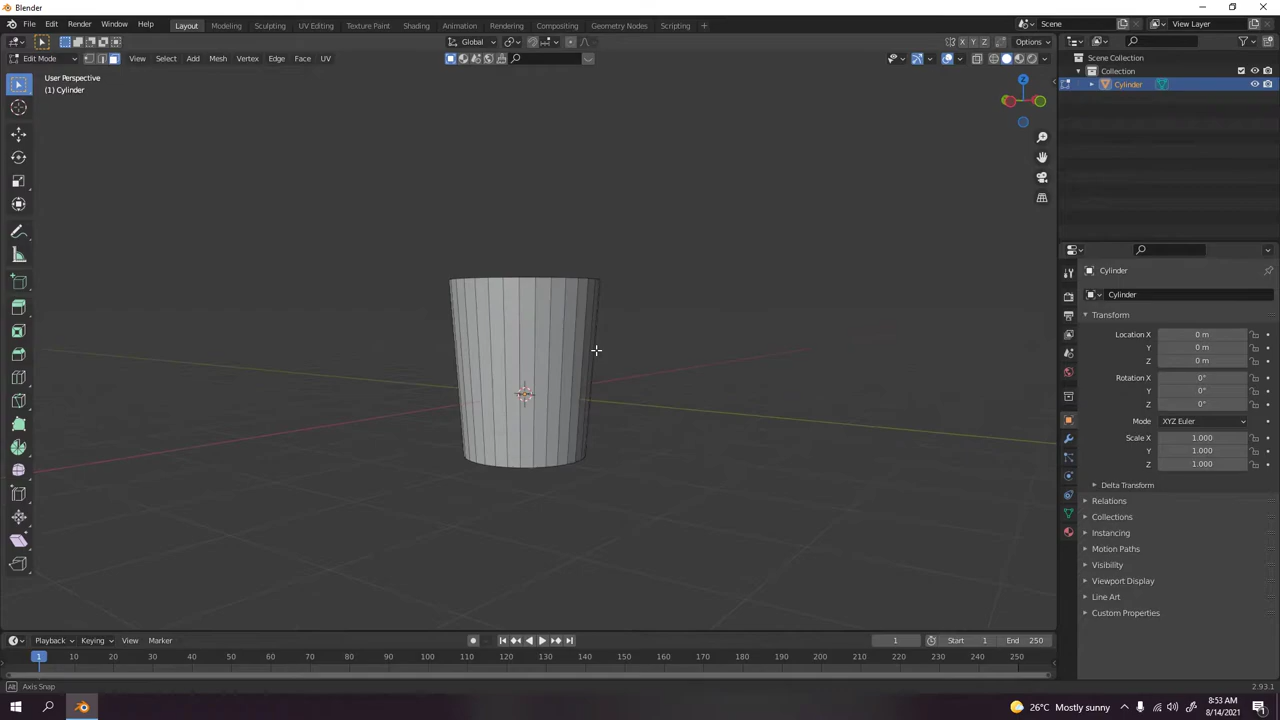 Blender
File Edit Render Window Help Layout Modeling Sculpting UV Editing Texture Paint Shading Animation Rendering Compositing Geometry Nodes Scripting + Scene View Layer
Global X Y Z Options
Edit Mode View Select Add Mesh Vertex Edge Face UV
User Perspective
(1) Cylinder
Z
Scene Collection
Collection
Cylinder
Cylinder
Cylinder
Transform
Location X 0 m
Y 0 m
Z 0 m
Rotation X 0°
Y 0°
Z 0°
Mode XYZ Euler
Scale X 1.000
Y 1.000
Z 1.000
Delta Transform
Relations
Collections
Instancing
Motion Paths
Visibility
Viewport Display
Line Art
Custom Properties
Playback Keying View Marker 1 Start 1 End 250
1 10 20 30 40 50 60 70 80 90 100 110 120 130 140 150 160 170 180 190 200 210 220 230 240 250
Alt Axis Snap 2.93.1
26°C Mostly sunny 8:53 AM
8/14/2021 1